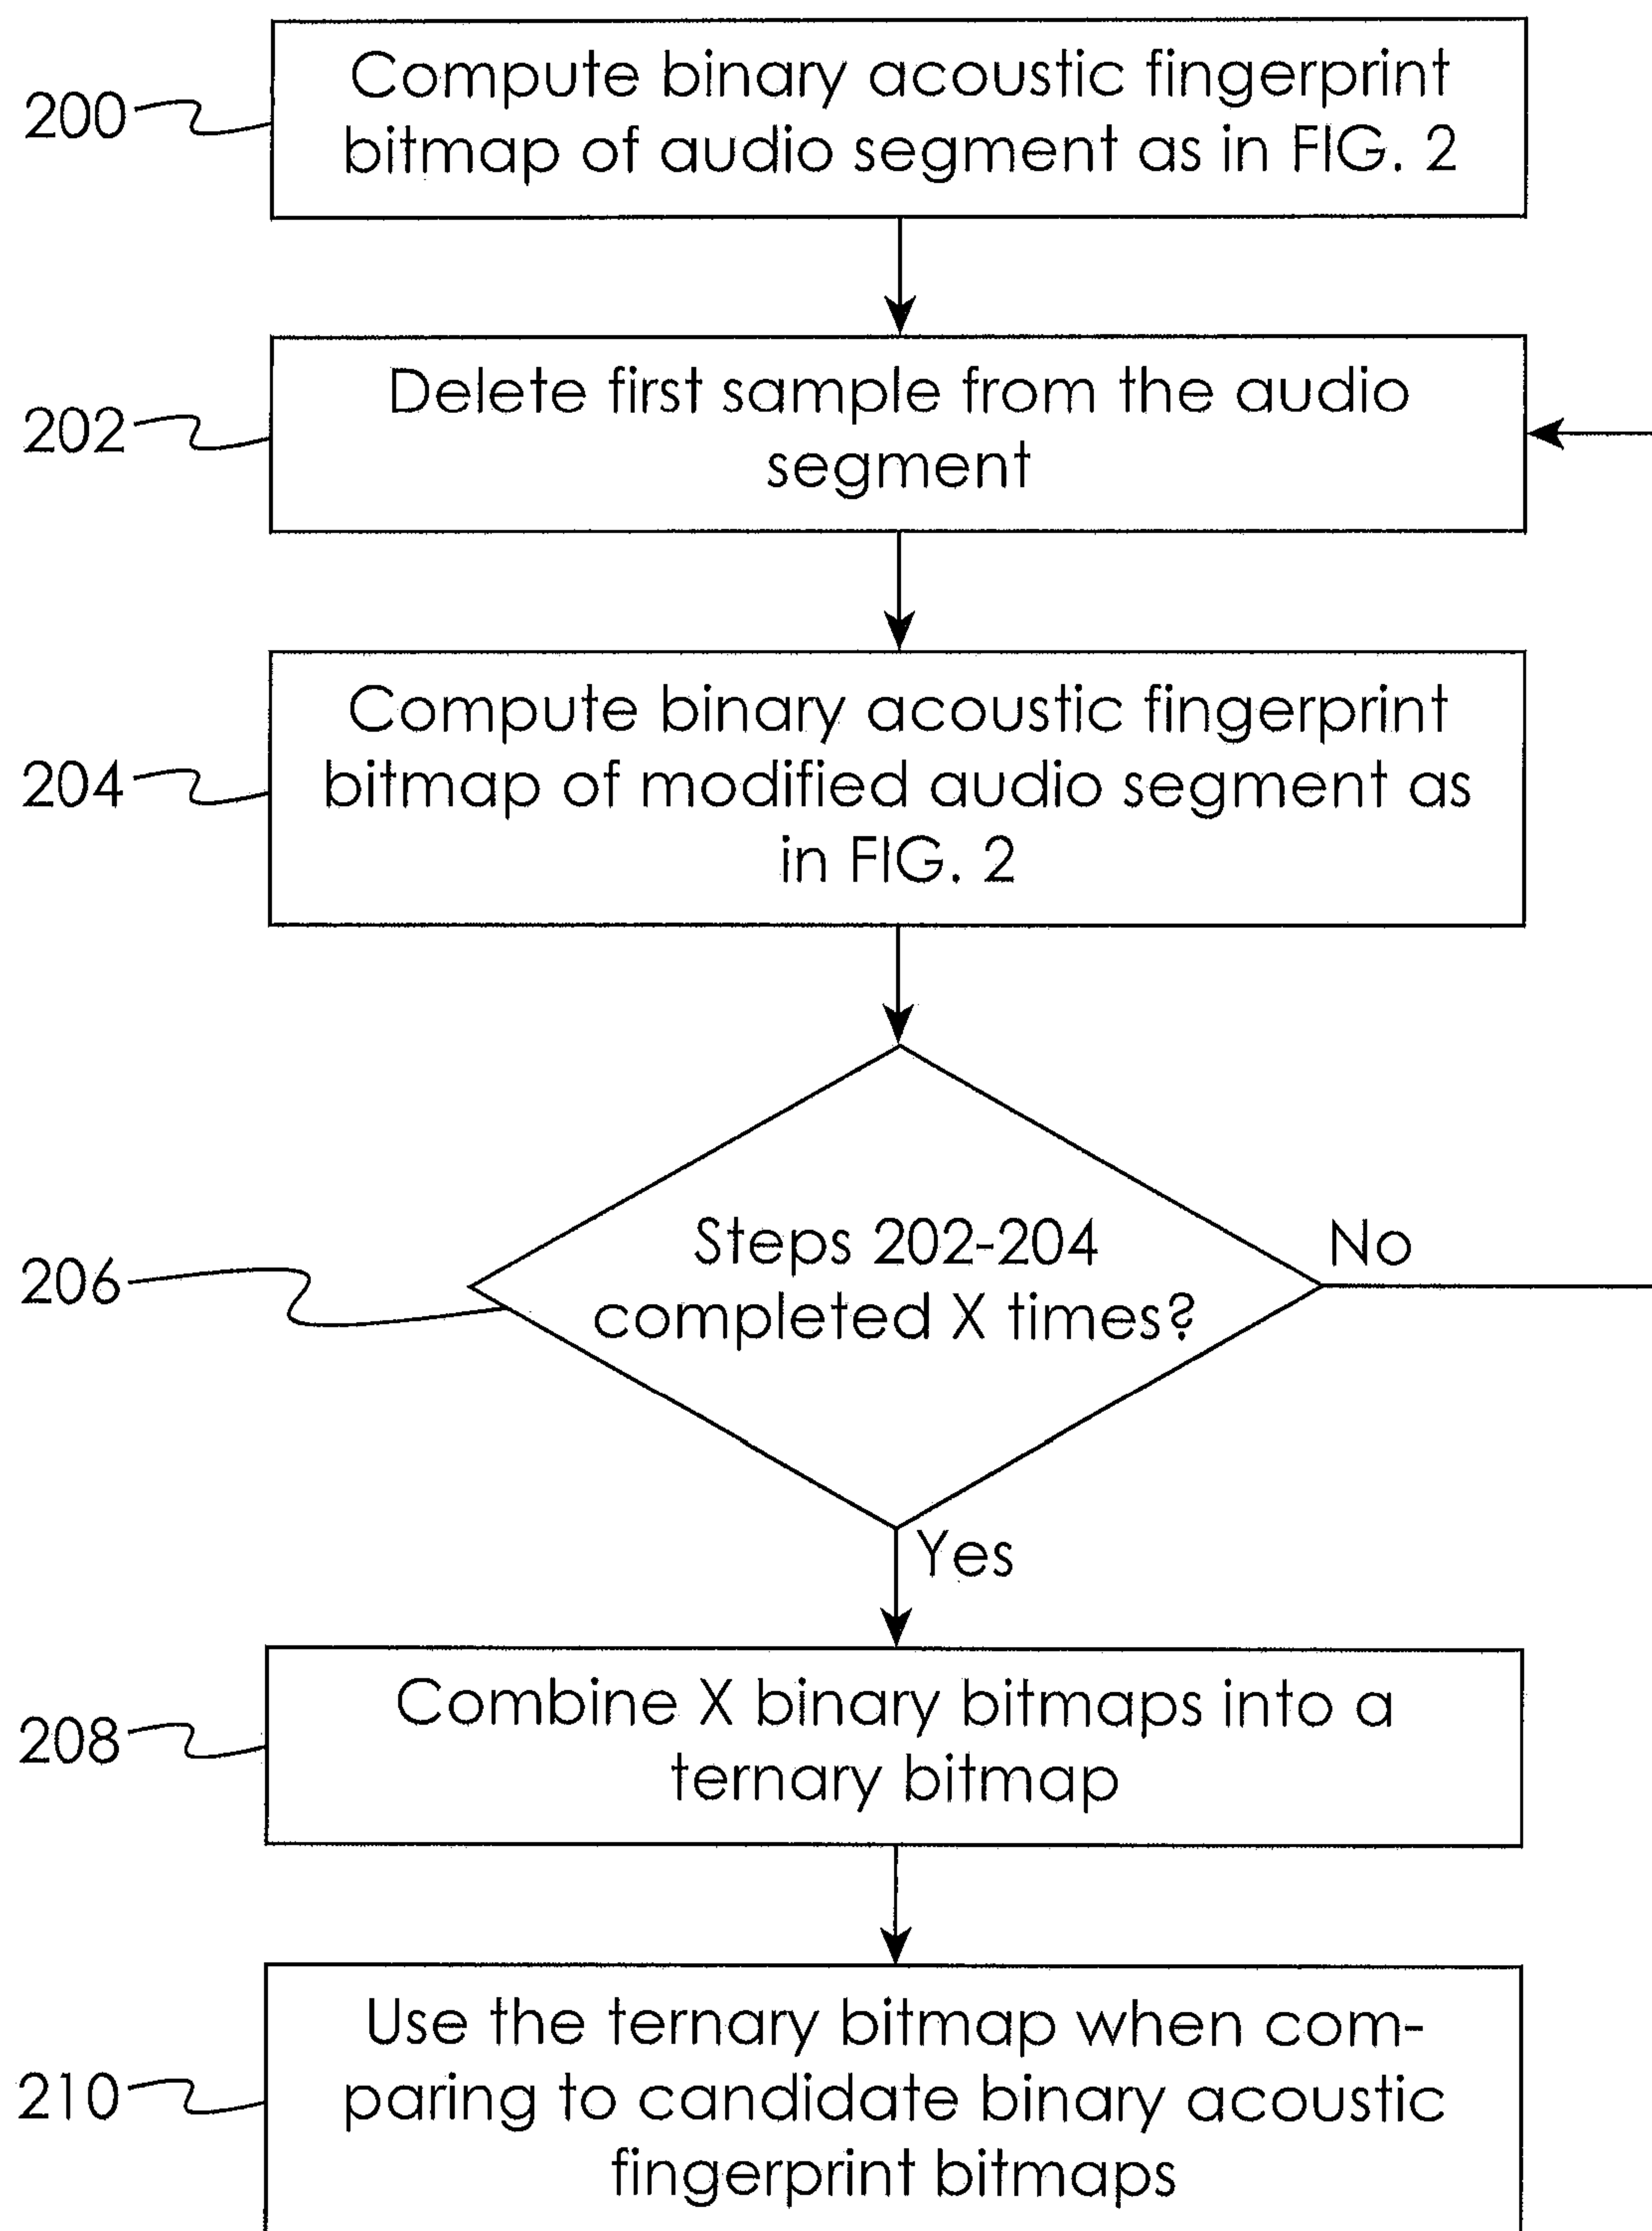 200
Compute binary acoustic fingerprint
bitmap of audio segment as in FIG. 2
202
Delete first sample from the audio
segment
204
Compute binary acoustic fingerprint
bitmap of modified audio segment as
in FIG. 2
206
Steps 202-204
completed X times?
No
Yes
208
Combine X binary bitmaps into a
ternary bitmap
210
Use the ternary bitmap when com-
paring to candidate binary acoustic
fingerprint bitmaps